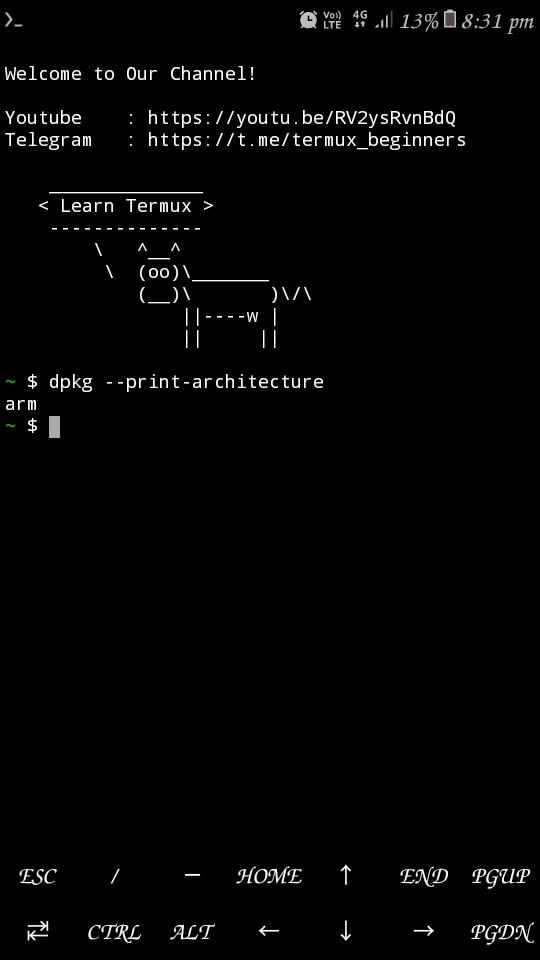 >_ Vo)) LTE 4G 13% 8:31 pm
Welcome to Our Channel!
Youtube    : https://youtu.be/RV2ysRvnBdQ
Telegram   : https://t.me/termux_beginners
     ______________
   < Learn Termux >
    --------------
        \   ^__^
         \  (oo)\_______
            (__)\       )\/\
                ||----w |
                ||     ||
~ $ dpkg --print-architecture
arm
~ $
ESC / — HOME ↑ END PGUP
⇄ CTRL ALT ← ↓ → PGDN